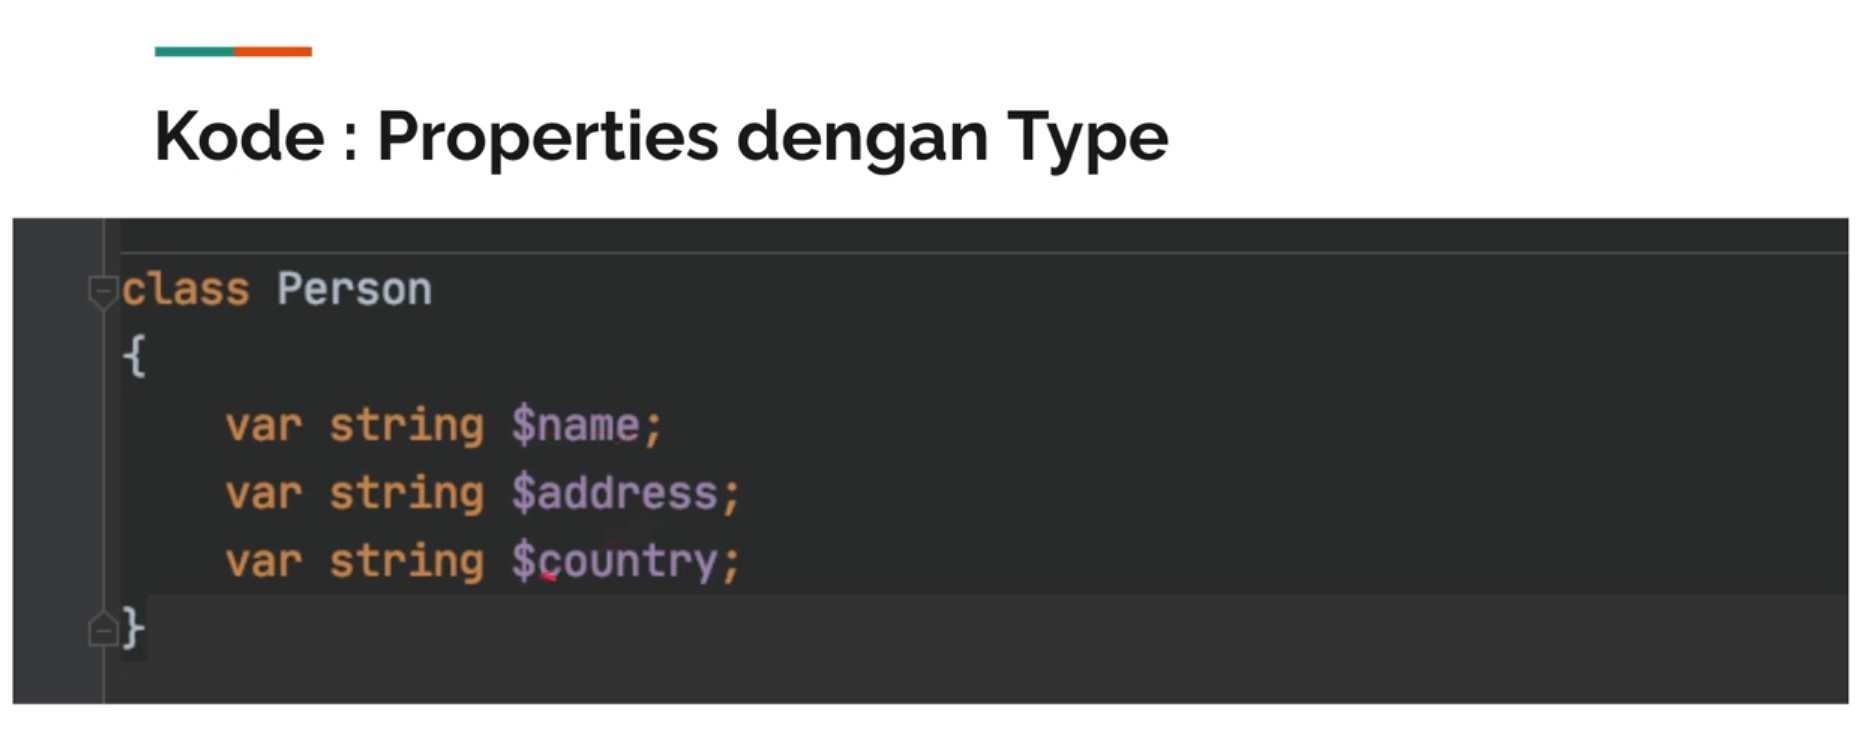 Kode : Properties dengan Type
class Person
{
    var string $name;
    var string $address;
    var string $country;
}